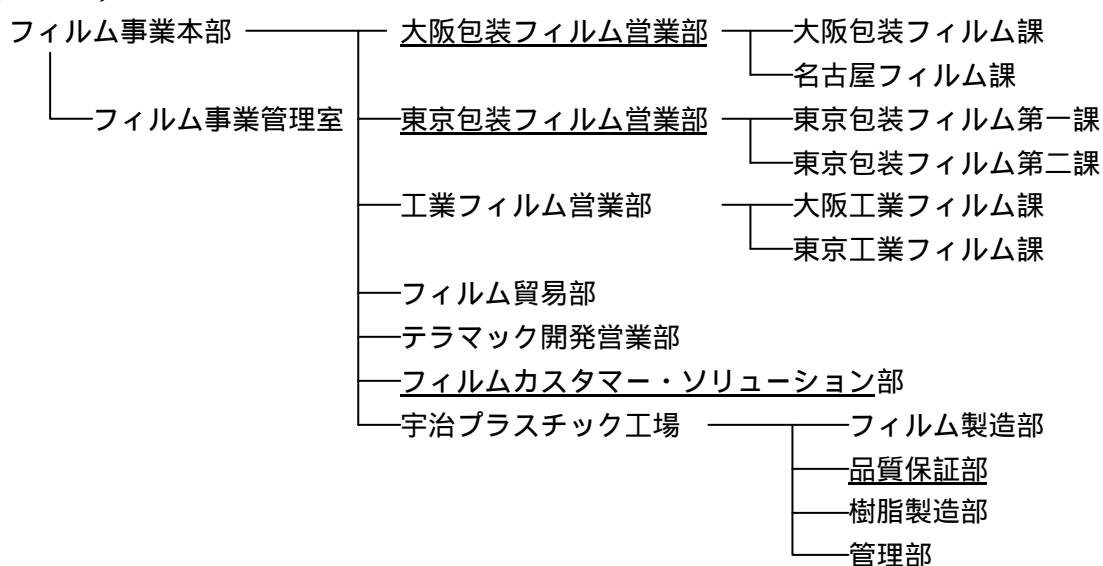 フィルム事業本部 大阪包装フィルム営業部 大阪包装フィルム課
名古屋フィルム課
フィルム事業管理室 東京包装フィルム営業部 東京包装フィルム第一課
東京包装フィルム第二課
工業フィルム営業部 大阪工業フィルム課
東京工業フィルム課
フィルム貿易部
テラマック開発営業部
フィルムカスタマー・ソリューション部
宇治プラスチック工場 フィルム製造部
品質保証部
樹脂製造部
管理部